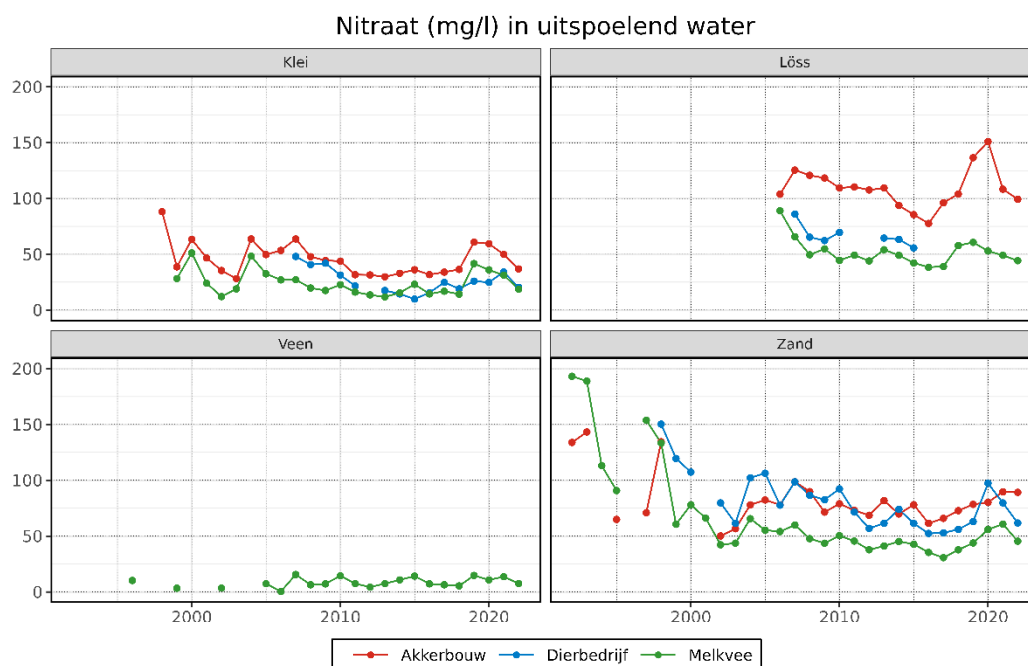 Nitraat (mg/l) in uitspoelend water
Klei
Löss
200
150
100
50
0
Veen
Zand
200
150
100
50
0
2000
2010
2020
2000
2010
2020
Akkerbouw
Dierbedrijf
Melkvee